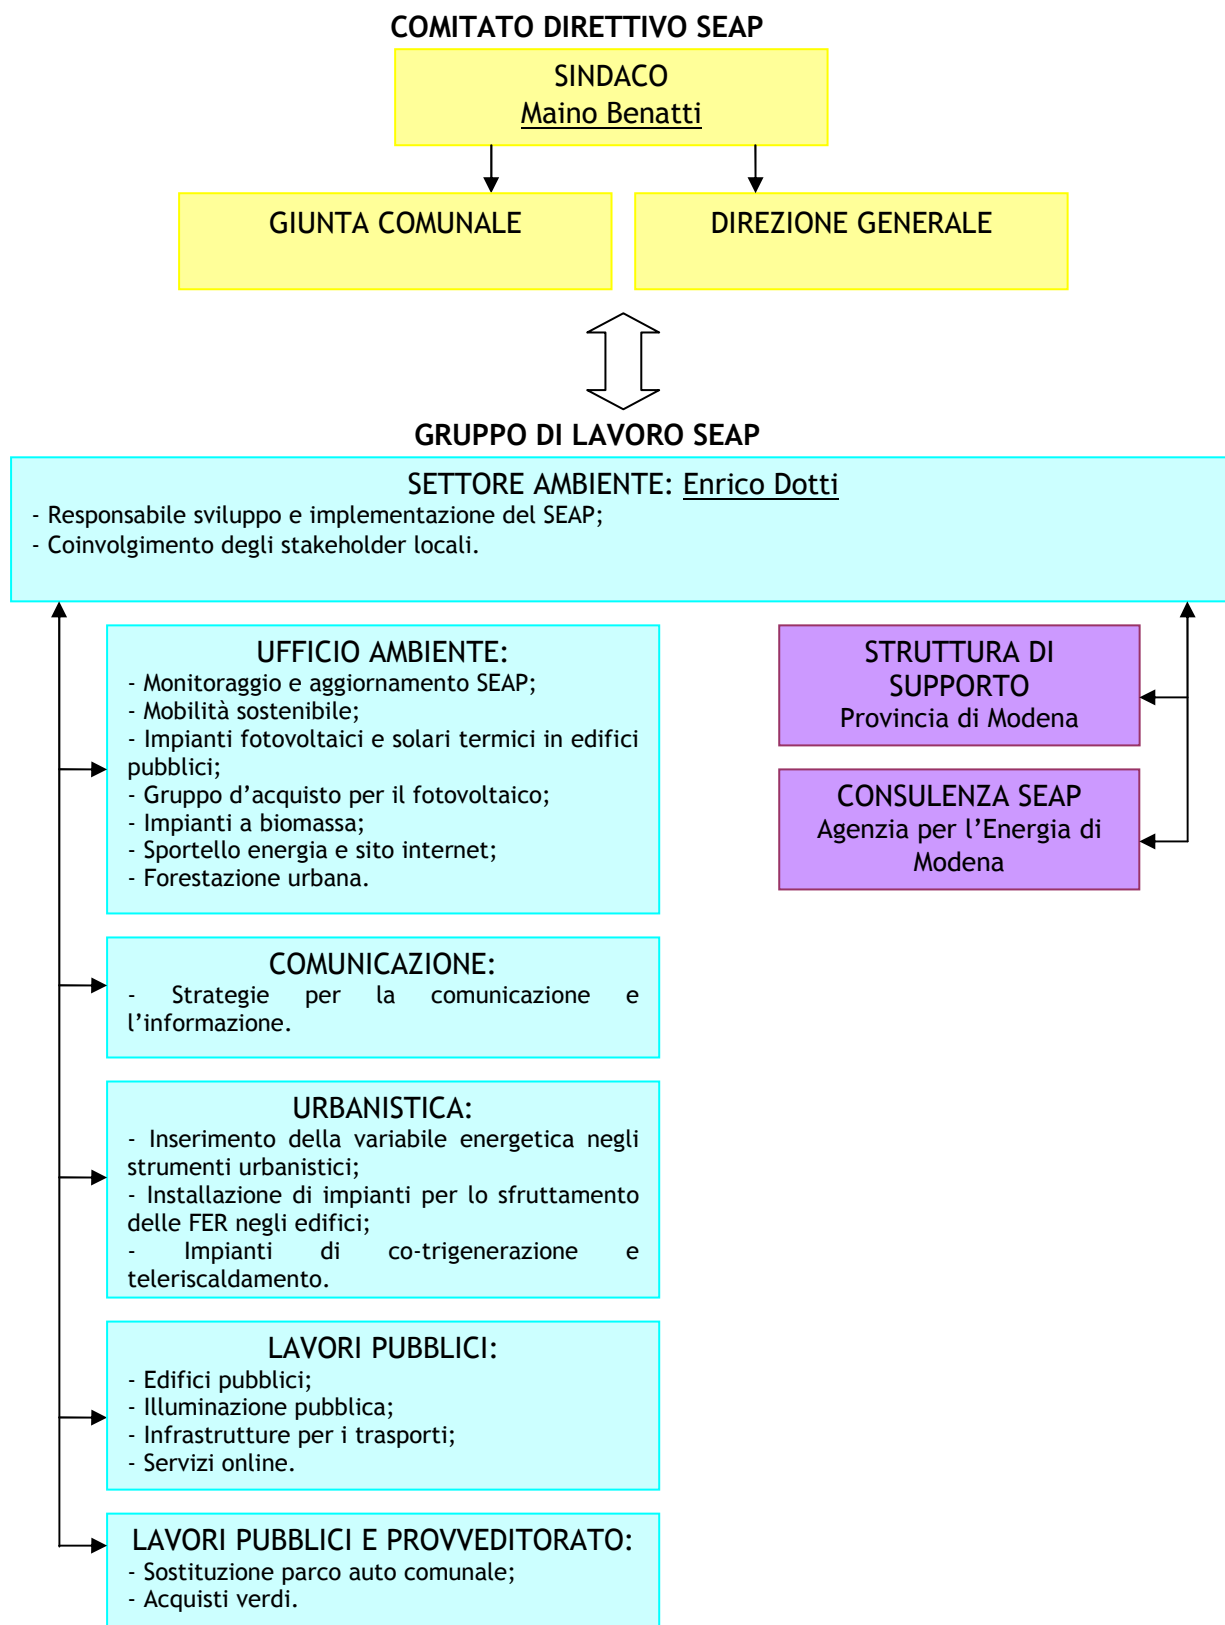 COMITATO DIRETTIVO SEAP
SINDACO
Maino Benatti
GIUNTA COMUNALE
DIREZIONE GENERALE
GRUPPO DI LAVORO SEAP
SETTORE AMBIENTE: Enrico Dotti
- Responsabile sviluppo e implementazione del SEAP;
- Coinvolgimento degli stakeholder locali.
UFFICIO AMBIENTE:
- Monitoraggio e aggiornamento SEAP;
- Mobilità sostenibile;
- Impianti fotovoltaici e solari termici in edifici
pubblici;
- Gruppo d’acquisto per il fotovoltaico;
- Impianti a biomassa;
- Sportello energia e sito internet;
- Forestazione urbana.
STRUTTURA DI
SUPPORTO
Provincia di Modena
CONSULENZA SEAP
Agenzia per l’Energia di
Modena
COMUNICAZIONE:
- Strategie per la comunicazione e
l’informazione.
URBANISTICA:
- Inserimento della variabile energetica negli
strumenti urbanistici;
- Installazione di impianti per lo sfruttamento
delle FER negli edifici;
- Impianti di co-trigenerazione e
teleriscaldamento.
LAVORI PUBBLICI:
- Edifici pubblici;
- Illuminazione pubblica;
- Infrastrutture per i trasporti;
- Servizi online.
LAVORI PUBBLICI E PROVVEDITORATO:
- Sostituzione parco auto comunale;
- Acquisti verdi.